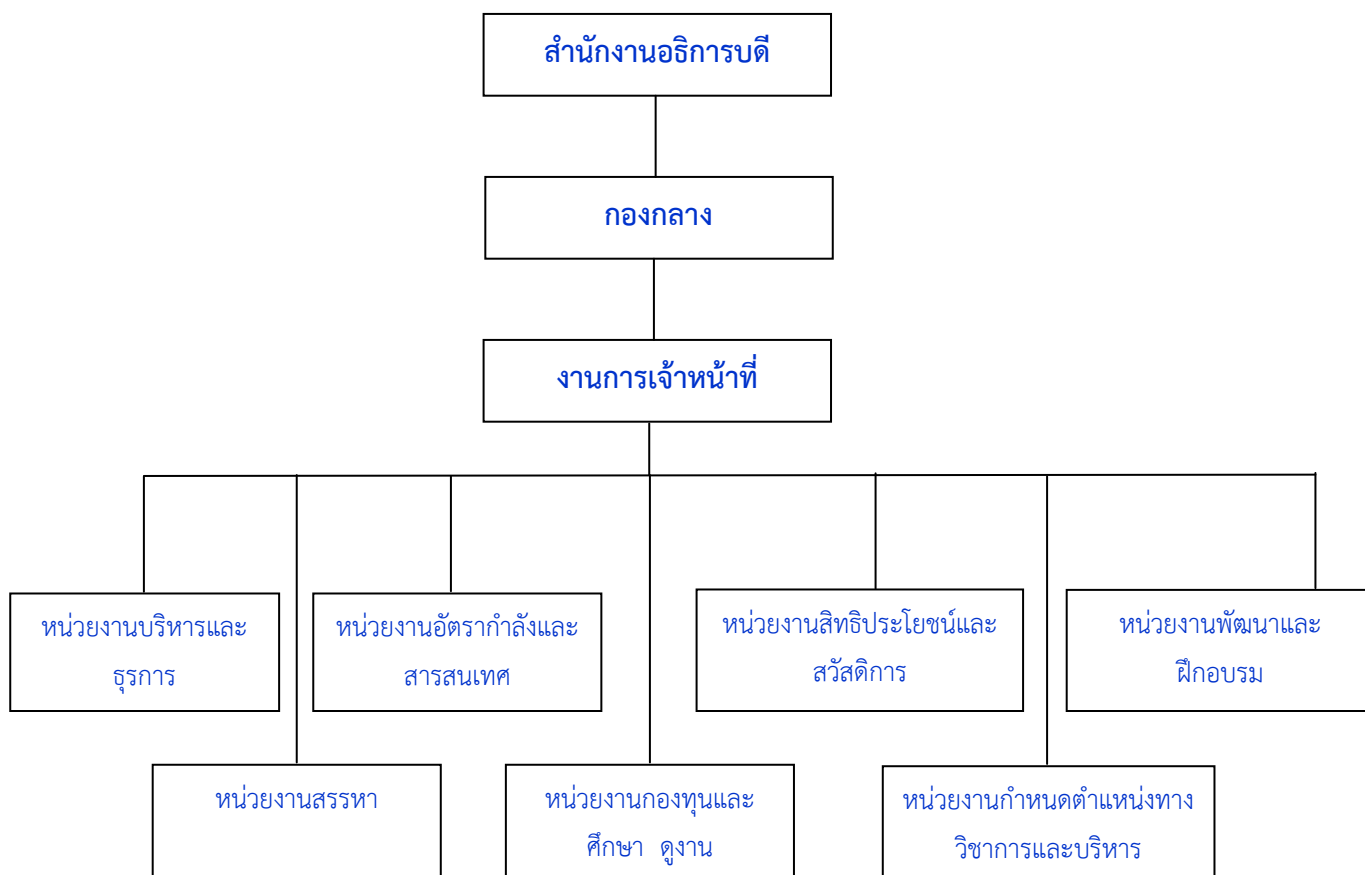 สำนักงานอธิการบดี
กองกลาง
งานการเจ้าหน้าที่
หน่วยงานบริหารและ
ธุรการ
หน่วยงานอัตรากำลังและ
สารสนเทศ
หน่วยงานสิทธิประโยชน์และ
สวัสดิการ
หน่วยงานพัฒนาและ
ฝึกอบรม
หน่วยงานสรรหา
หน่วยงานกองทุนและ
ศึกษา ดูงาน
หน่วยงานกำหนดตำแหน่งทาง
วิชาการและบริหาร